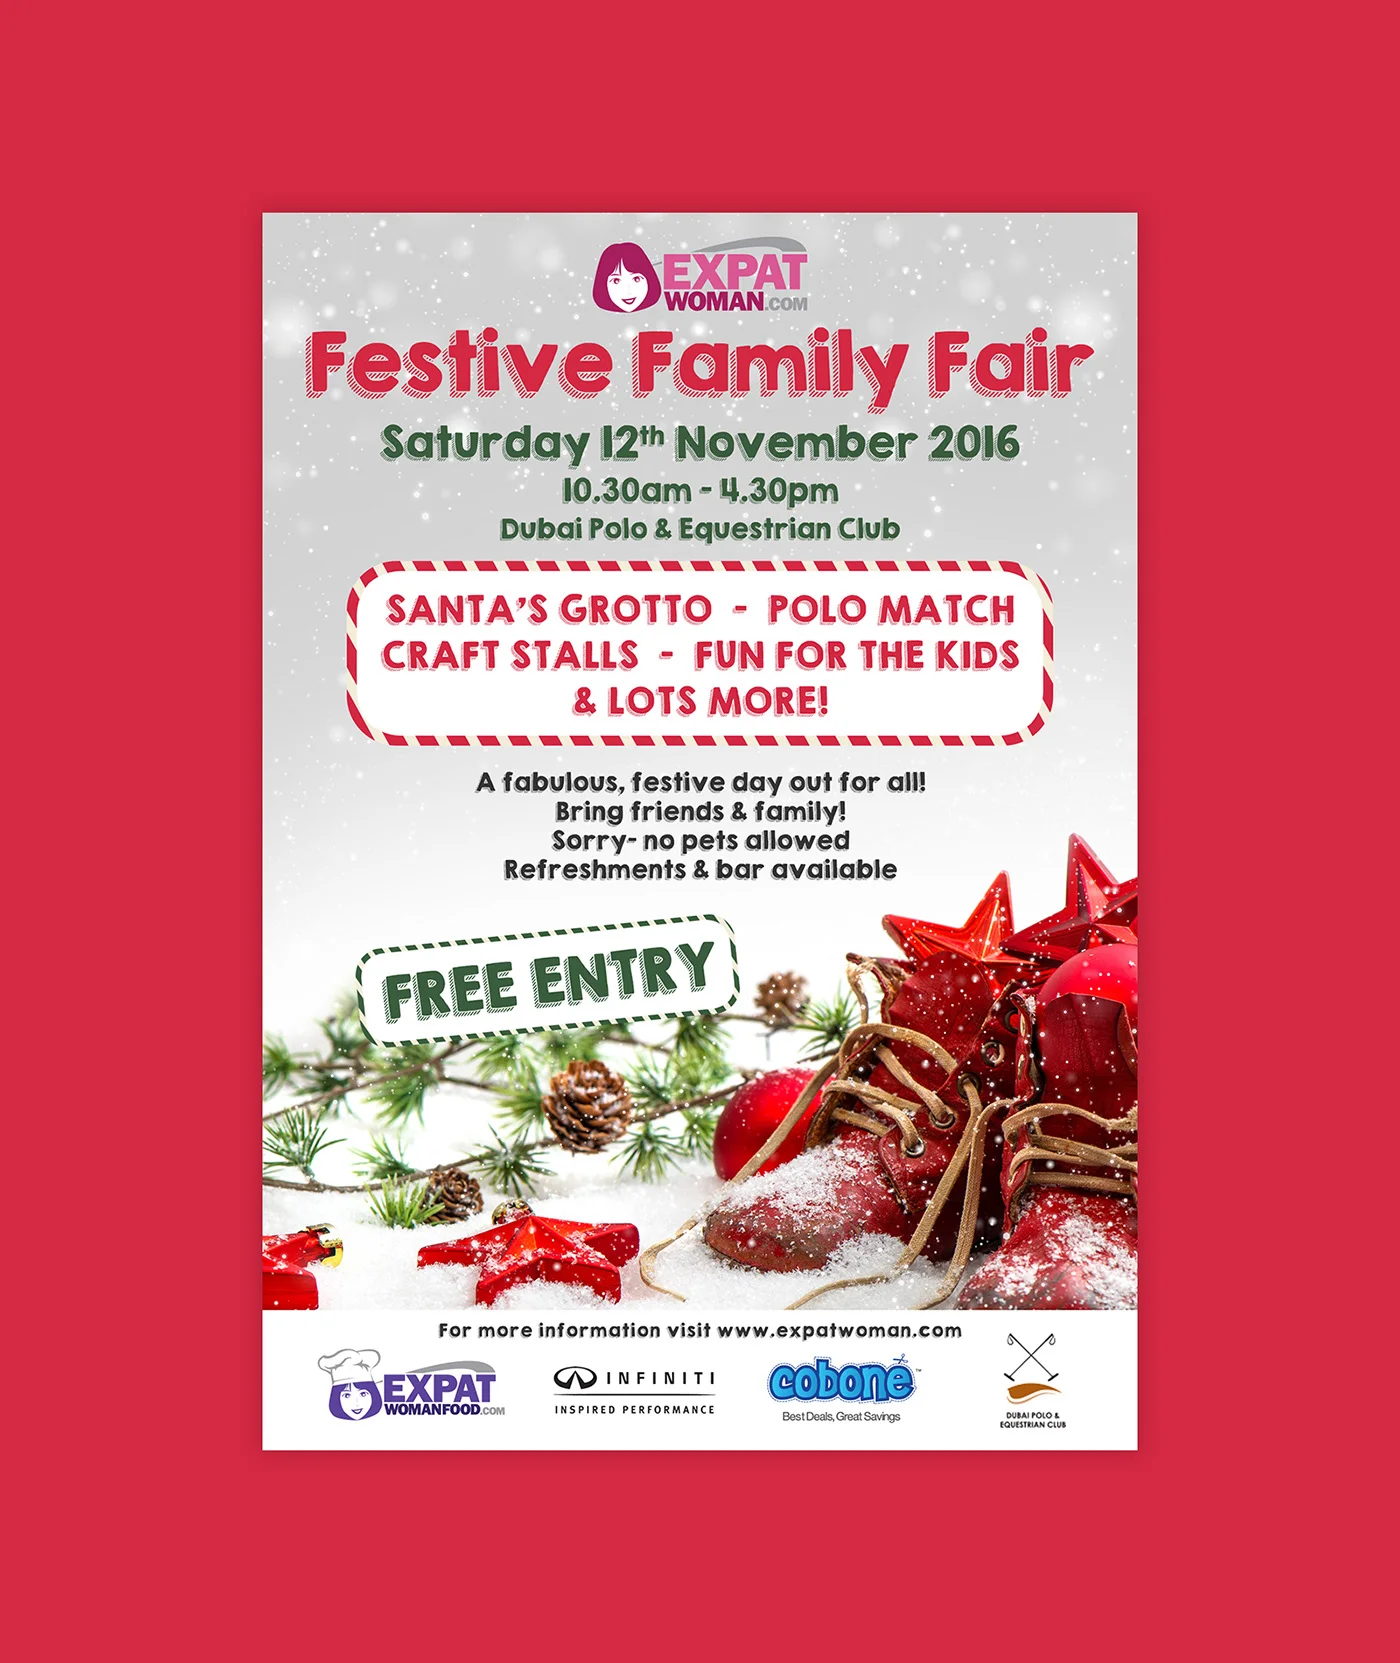 EXPAT
WOMAN.COM
Festive Family Fair
Saturday 12th November 2016
10.30am - 4.30pm
Dubai Polo & Equestrian Club
SANTA'S GROTTO - POLO MATCH
CRAFT STALLS - FUN FOR THE KIDS
& LOTS MORE!
A fabulous, festive day out for all!
Bring friends & family!
Sorry- no pets allowed
Refreshments & bar available
FREE ENTRY
For more information visit www.expatwoman.com
EXPAT
WOMANFOOD.COM
INFINITI
INSPIRED PERFORMANCE
cobone™
Best Deals, Great Savings
DUBAI POLO &
EQUESTRIAN CLUB